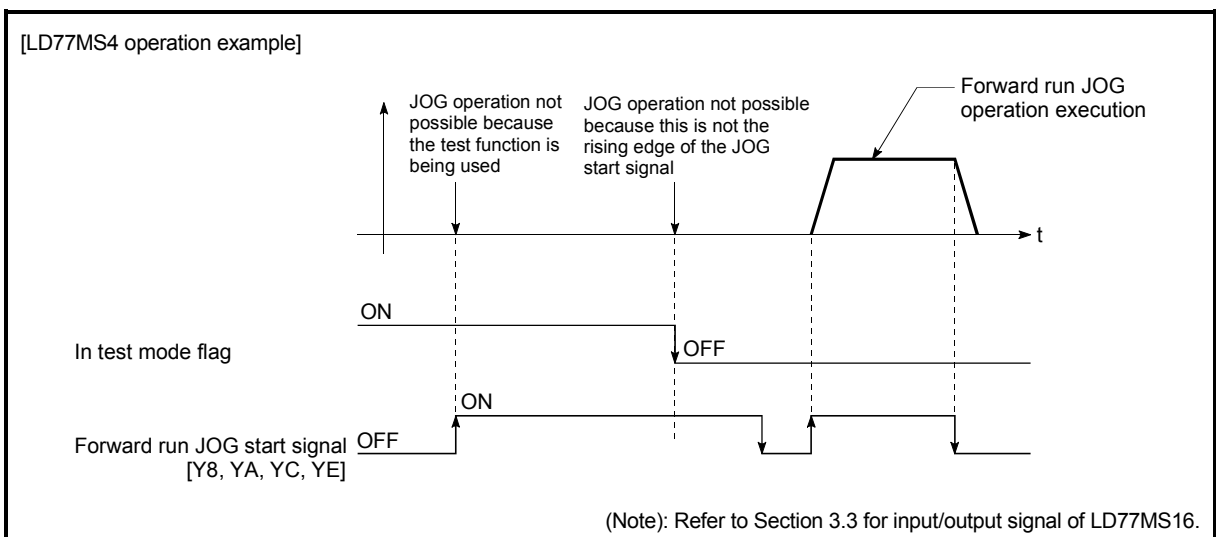 [LD77MS4 operation example]
JOG operation not
possible because
the test function is
being used
JOG operation not possible
because this is not the
rising edge of the JOG
start signal
Forward run JOG
operation execution
t
ON
In test mode flag
OFF
ON
Forward run JOG start signal
[Y8, YA, YC, YE]
OFF
(Note): Refer to Section 3.3 for input/output signal of LD77MS16.